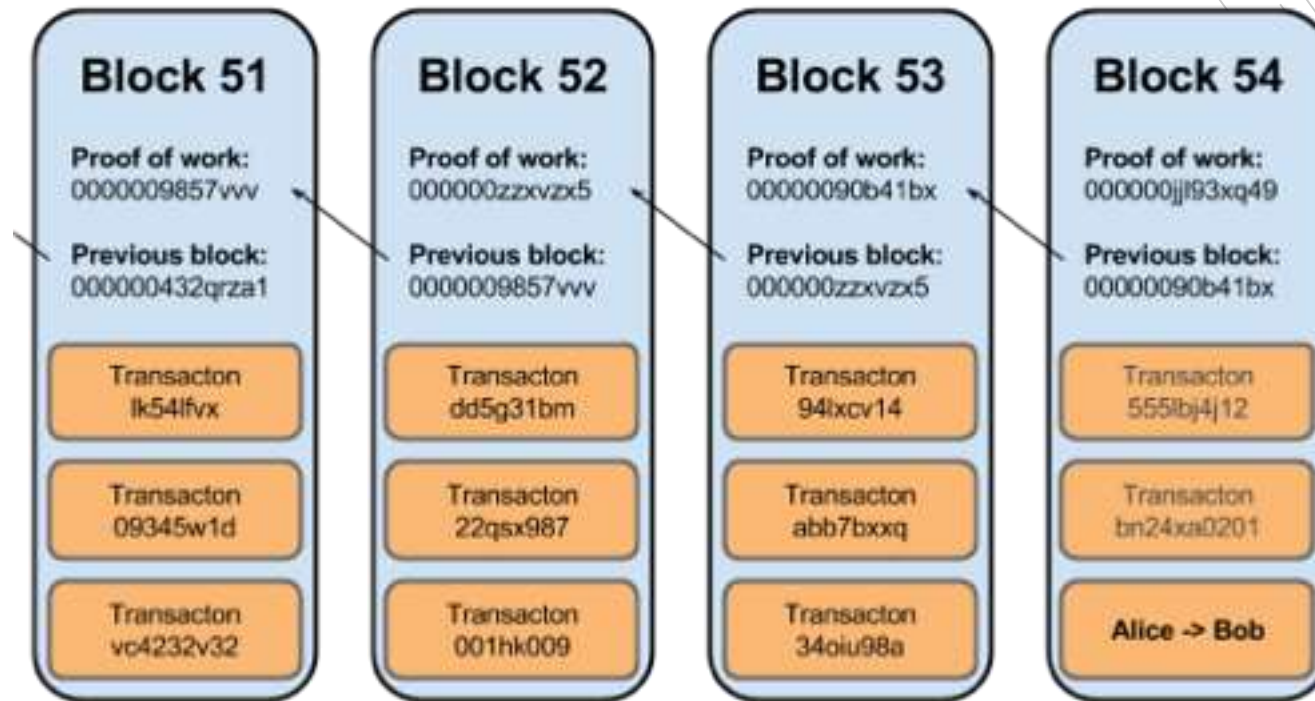 Block 51
Proof of work:
0000009857vvv
Previous block:
000000432qrza1
Transacton
lk54lfvx
Transacton
09345w1d
Transacton
vc4232v32
Block 52
Proof of work:
000000zzxvzx5
Previous block:
0000009857vvv
Transacton
dd5g31bm
Transacton
22qsx987
Transacton
001hk009
Block 53
Proof of work:
00000090b41bx
Previous block:
000000zzxvzx5
Transacton
94lxcv14
Transacton
abb7bxxq
Transacton
34oiu98a
Block 54
Proof of work:
000000jjl93xq49
Previous block:
00000090b41bx
Transacton
555lbj4j12
Transacton
bn24xa0201
Alice -> Bob